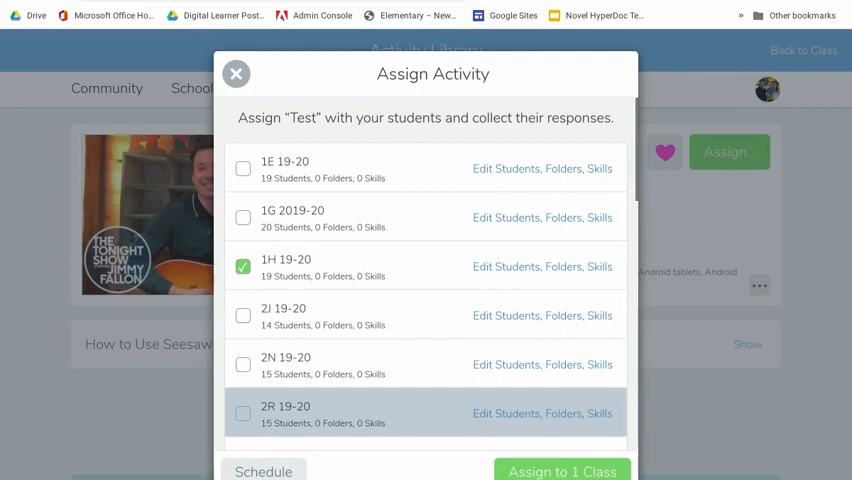 Drive Microsoft Office Ho... Digital Learner Post... Admin Console Elementary – New... Google Sites Novel HyperDoc Te... » Other bookmarks
Activity Library
Back to Class
Community School
Assign Activity
Assign “Test” with your students and collect their responses.
1E 19-20
19 Students, 0 Folders, 0 Skills
Edit Students, Folders, Skills
1G 2019-20
20 Students, 0 Folders, 0 Skills
Edit Students, Folders, Skills
1H 19-20
19 Students, 0 Folders, 0 Skills
Edit Students, Folders, Skills
2J 19-20
14 Students, 0 Folders, 0 Skills
Edit Students, Folders, Skills
2N 19-20
15 Students, 0 Folders, 0 Skills
Edit Students, Folders, Skills
2R 19-20
15 Students, 0 Folders, 0 Skills
Edit Students, Folders, Skills
Schedule
Assign to 1 Class
Assign...
Android tablets, Android
THE
TONIGHT
SHOW
JIMMY
FALLON
How to Use Seesaw
Show